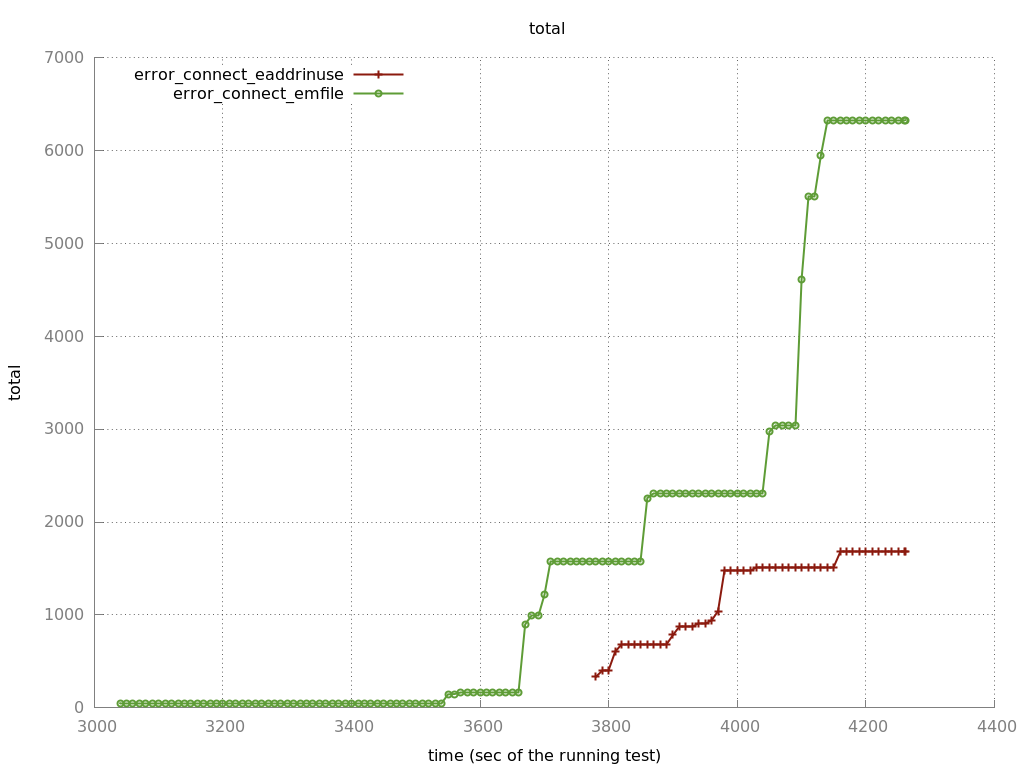 total
7000
6000
5000
4000
3000
2000
1000
0
error_connect_eaddrinuse
error_connect_emfile
total
3000 3200 3400 3600 3800 4000 4200 4400
time (sec of the running test)